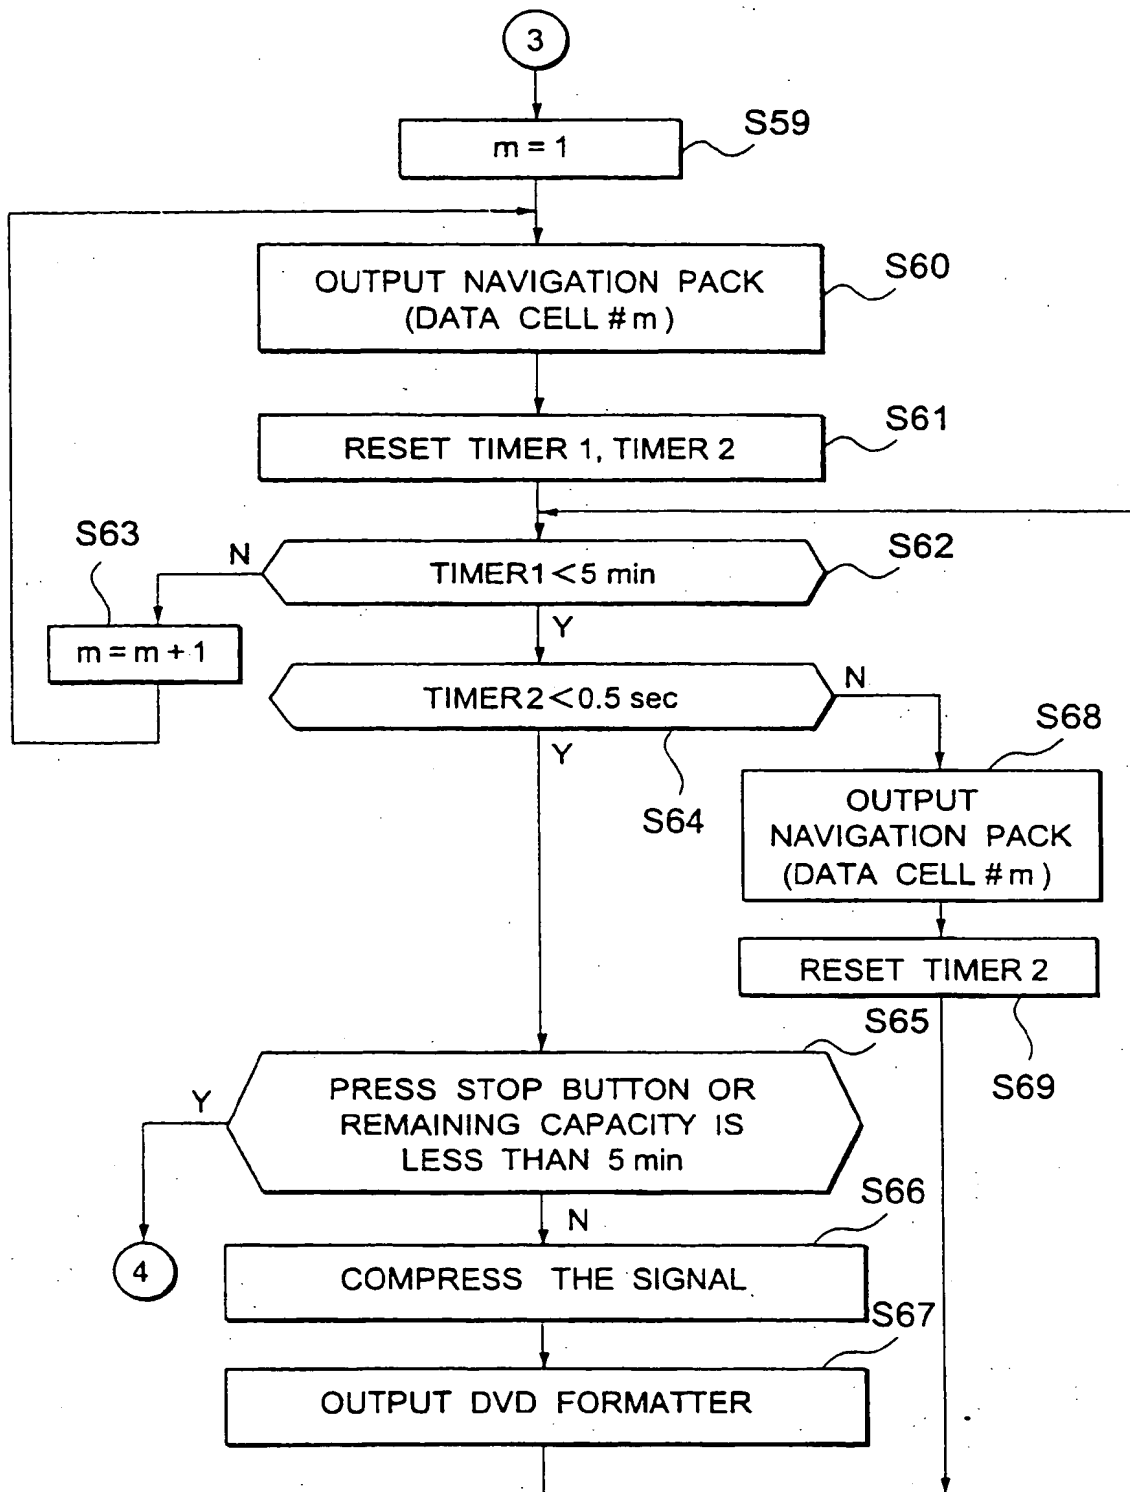 3
S59
m = 1
S60
OUTPUT NAVIGATION PACK
(DATA CELL # m)
S61
RESET TIMER 1, TIMER 2
S63
N
S62
TIMER1 < 5 min
Y
m = m + 1
TIMER2 < 0.5 sec
N
S68
Y
S64
OUTPUT
NAVIGATION PACK
(DATA CELL # m)
RESET TIMER 2
S65
S69
Y
PRESS STOP BUTTON OR
REMAINING CAPACITY IS
LESS THAN 5 min
S66
N
4
COMPRESS THE SIGNAL
S67
OUTPUT DVD FORMATTER